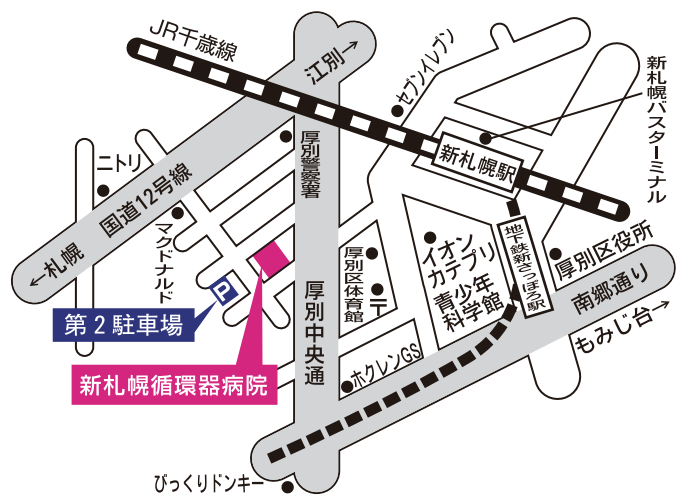 JR千歳線
江別→
セブンイレブン
新札幌バスターミナル
ニトリ
厚別警察署
新札幌駅
国道12号線
←札幌
マクドナルド
地下鉄新さっぽろ駅
厚別区役所
イオン
カテプリ
青少年
科学館
厚別区体育館
〒
南郷通り
もみじ台→
P
第2駐車場
厚別中央通
新札幌循環器病院
ホクレンGS
びっくりドンキー